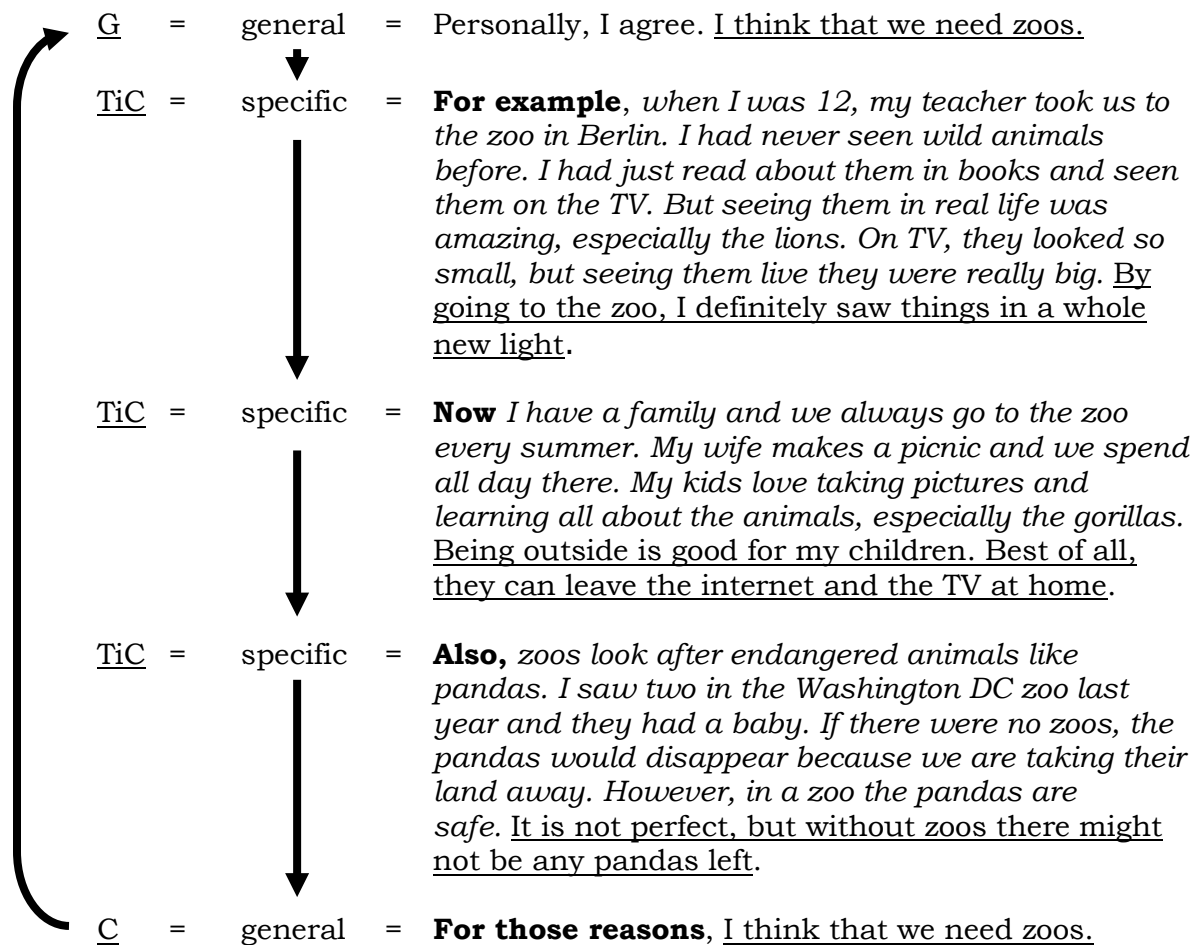 G = general = Personally, I agree. I think that we need zoos.
TiC = specific = For example, when I was 12, my teacher took us to
the zoo in Berlin. I had never seen wild animals
before. I had just read about them in books and seen
them on the TV. But seeing them in real life was
amazing, especially the lions. On TV, they looked so
small, but seeing them live they were really big. By
going to the zoo, I definitely saw things in a whole
new light.
TiC = specific = Now I have a family and we always go to the zoo
every summer. My wife makes a picnic and we spend
all day there. My kids love taking pictures and
learning all about the animals, especially the gorillas.
Being outside is good for my children. Best of all,
they can leave the internet and the TV at home.
TiC = specific = Also, zoos look after endangered animals like
pandas. I saw two in the Washington DC zoo last
year and they had a baby. If there were no zoos, the
pandas would disappear because we are taking their
land away. However, in a zoo the pandas are
safe. It is not perfect, but without zoos there might
not be any pandas left.
C = general = For those reasons, I think that we need zoos.